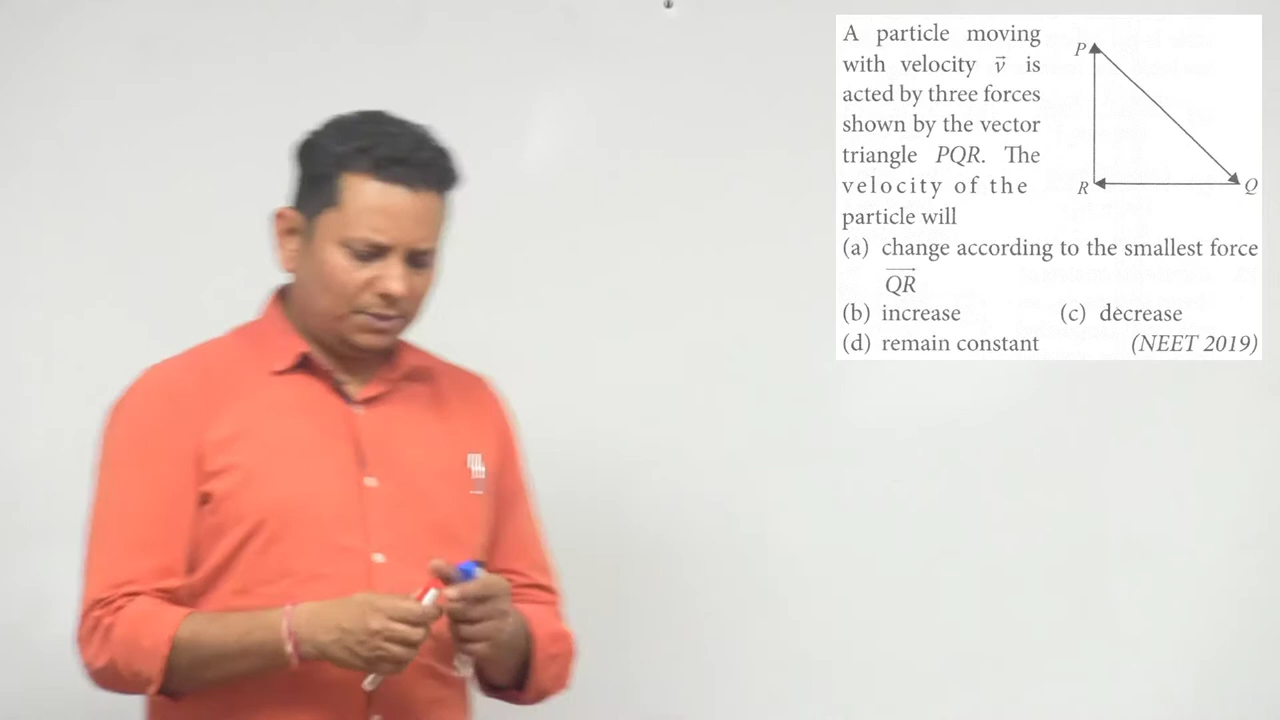 A particle moving
with velocity v⃗ is
acted by three forces
shown by the vector
triangle PQR. The
velocity of the
particle will
P
R
Q
(a) change according to the smallest force
QR
(b) increase (c) decrease
(d) remain constant (NEET 2019)